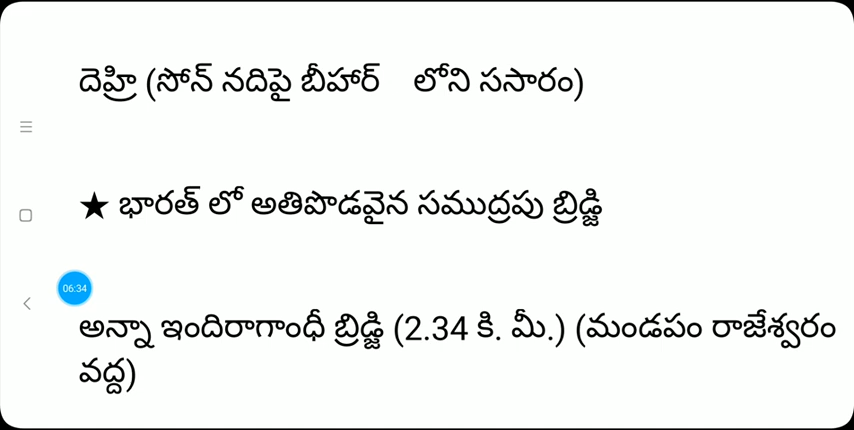 దెహ్రి (సోన్ నదిపై బీహార్ లోని ససారం)
★ భారత్ లో అతిపొడవైన సముద్రపు బ్రిడ్జి
06:34
అన్నా ఇందిరాగాంధీ బ్రిడ్జి (2.34 కి. మీ.) (మండపం రాజేశ్వరం
వద్ద)